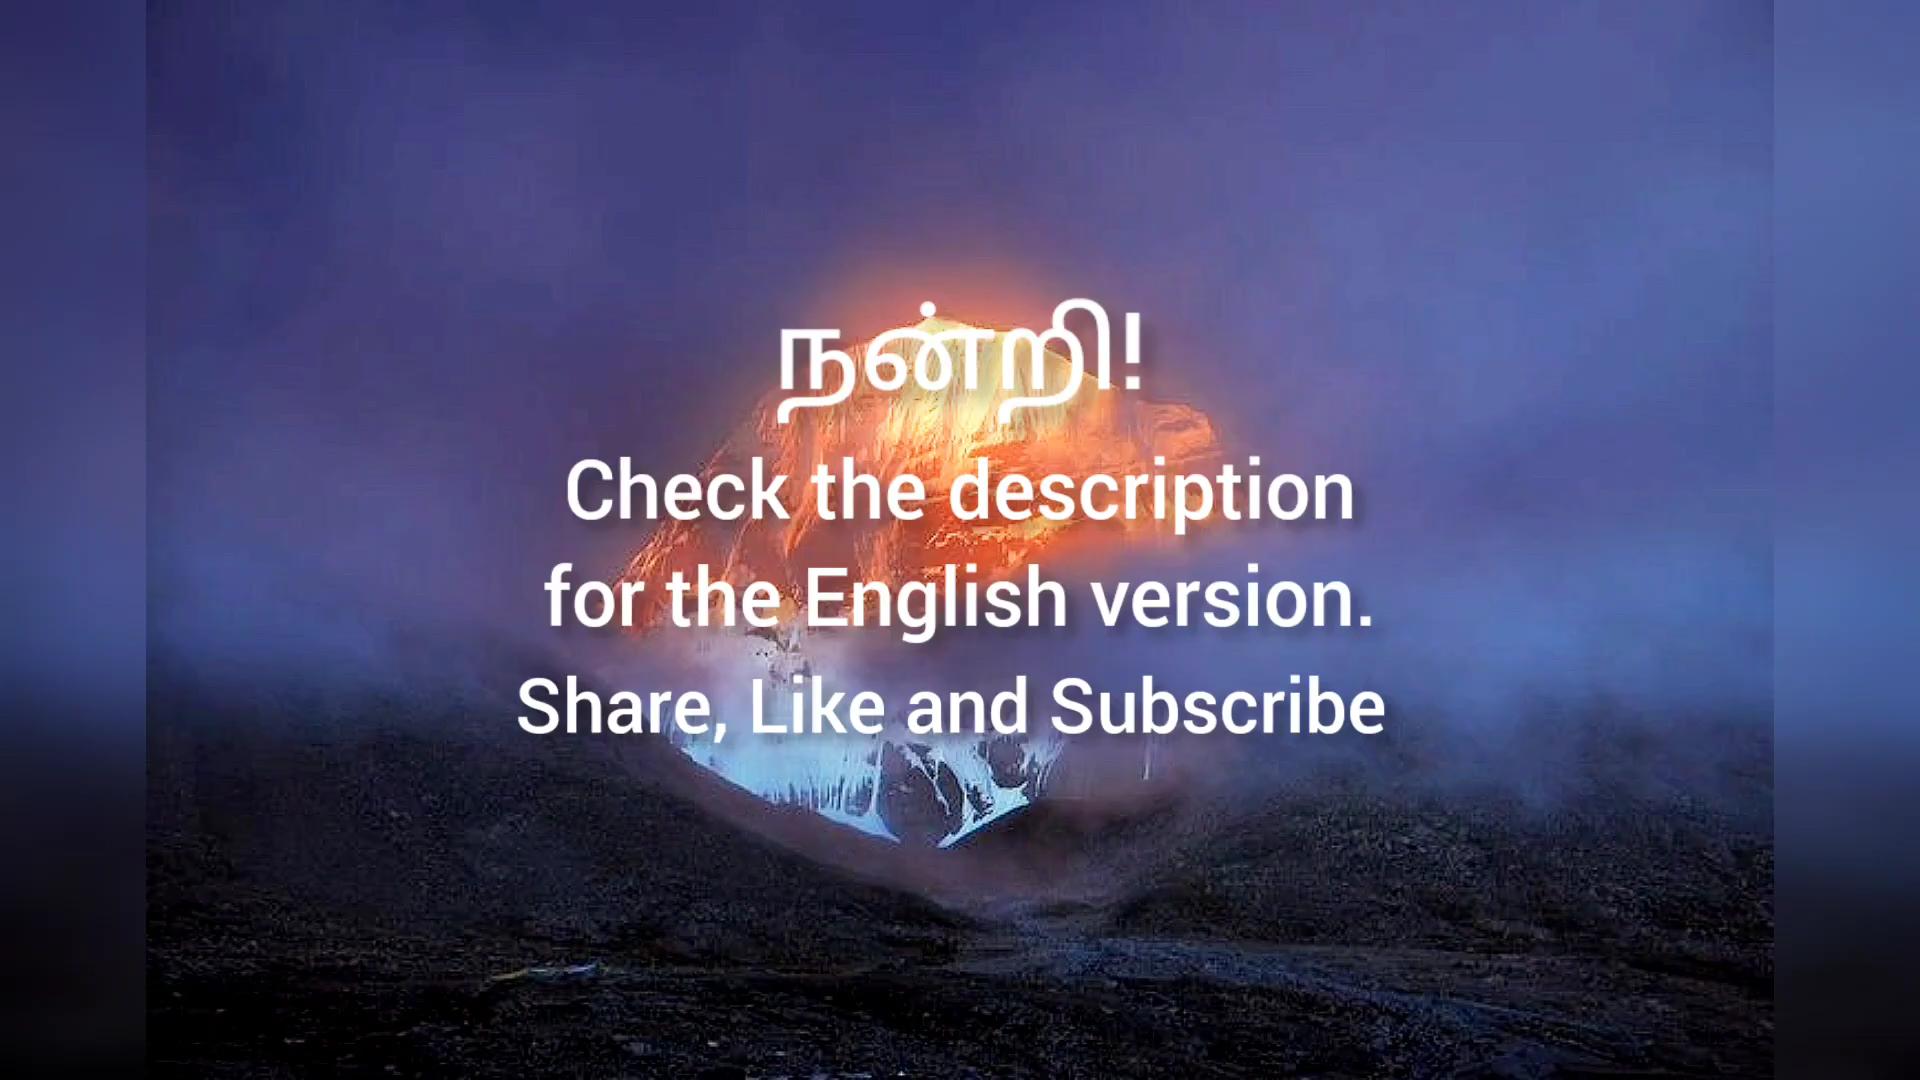 நன்றி!
Check the description
for the English version.
Share, Like and Subscribe